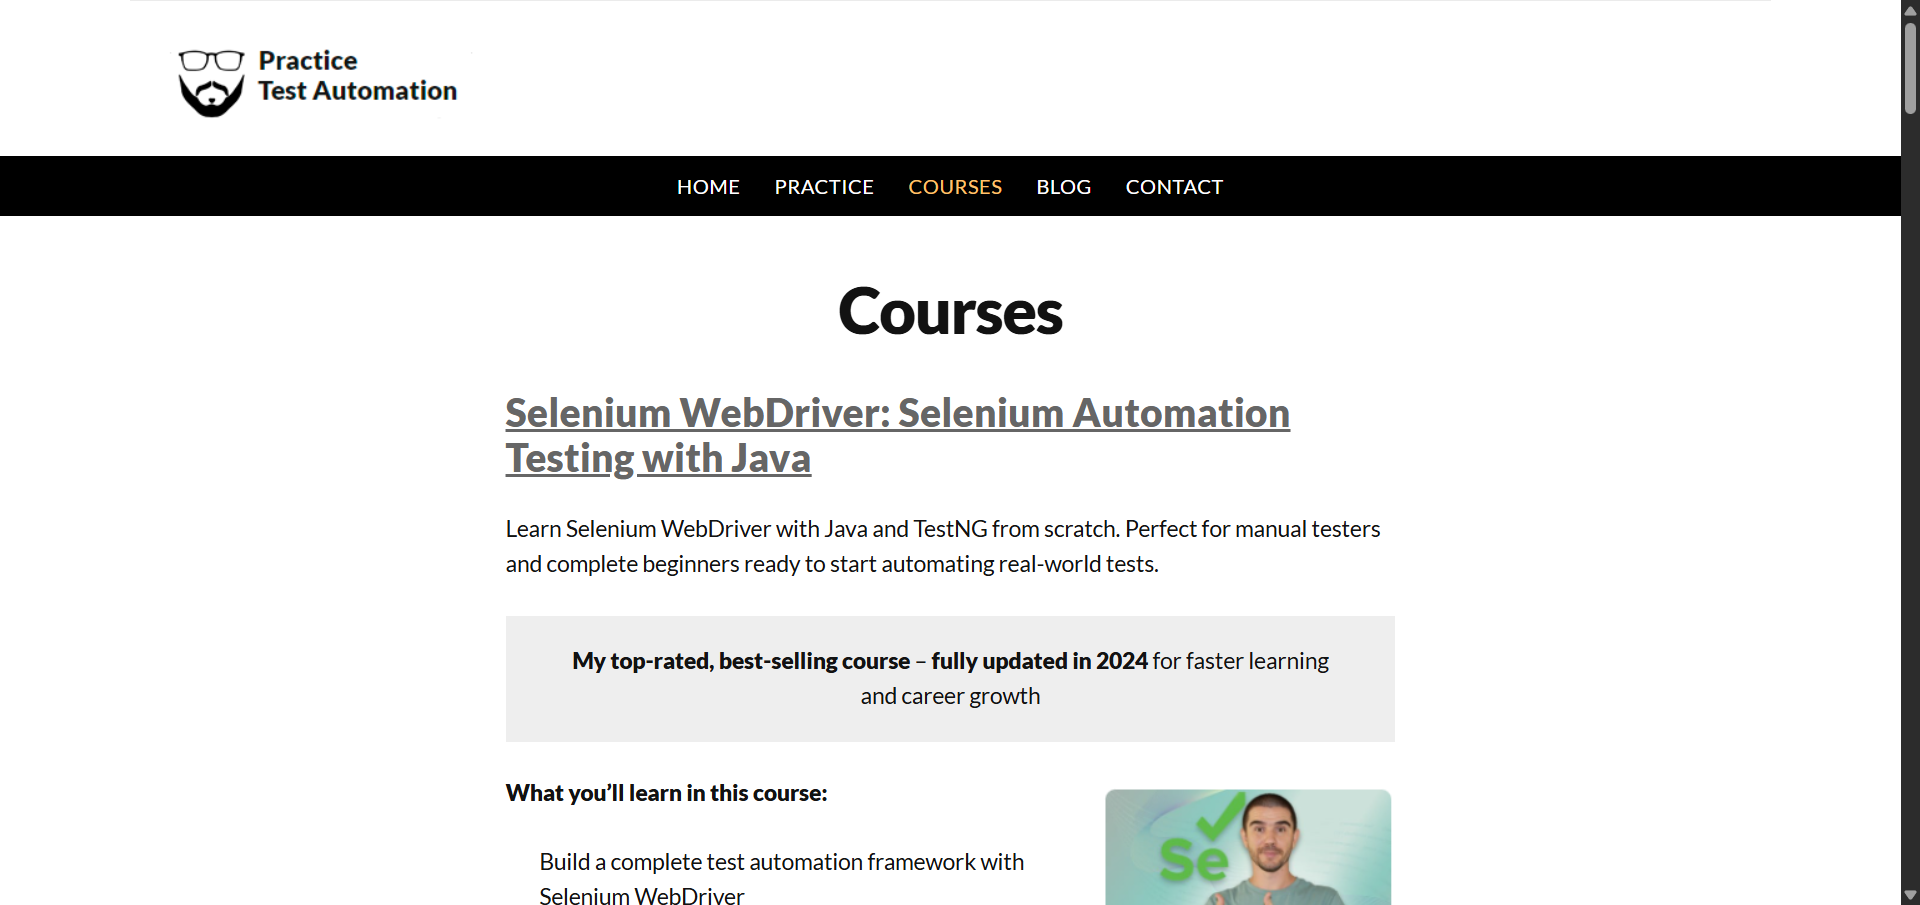 Practice
Test Automation
HOME PRACTICE COURSES BLOG CONTACT
Courses
Selenium WebDriver: Selenium Automation
Testing with Java
Learn Selenium WebDriver with Java and TestNG from scratch. Perfect for manual testers
and complete beginners ready to start automating real-world tests.
My top-rated, best-selling course – fully updated in 2024 for faster learning
and career growth
What you’ll learn in this course:
Build a complete test automation framework with
Selenium WebDriver
Se